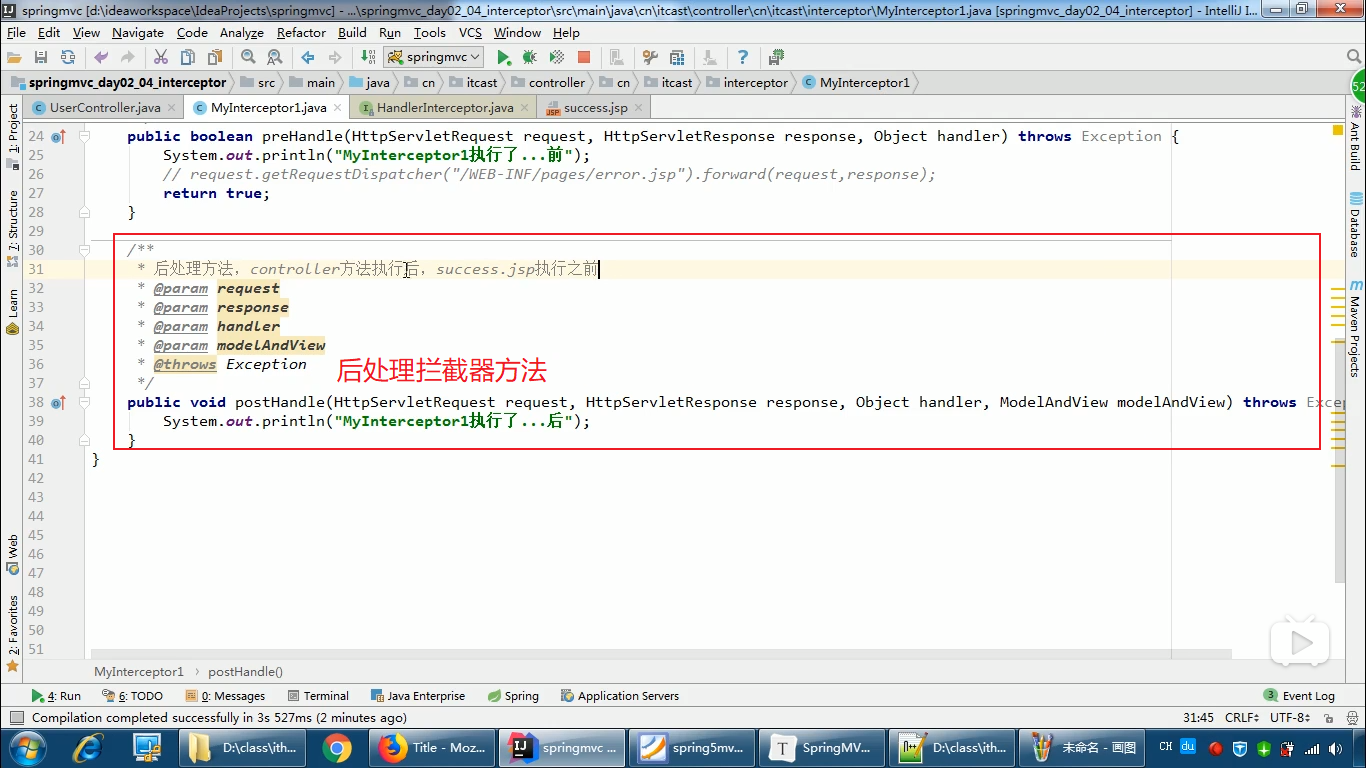 springmvc [d:\ideaworkspace\IdeaProjects\springmvc] - ...\springmvc_day02_04_interceptor\src\main\java\cn\itcast\controller\cn\itcast\interceptor\MyInterceptor1.java [springmvc_day02_04_interceptor] - IntelliJ I...
File Edit View Navigate Code Analyze Refactor Build Run Tools VCS Window Help
springmvc
springmvc_day02_04_interceptor src main java cn itcast controller cn itcast interceptor MyInterceptor1
52
UserController.java MyInterceptor1.java HandlerInterceptor.java success.jsp
1: Project
7: Structure
Learn
Web
2: Favorites
Ant Build
Database
Maven Projects
24 public boolean preHandle(HttpServletRequest request, HttpServletResponse response, Object handler) throws Exception {
25 System.out.println("MyInterceptor1执行了...前");
26 // request.getRequestDispatcher("/WEB-INF/pages/error.jsp").forward(request,response);
27 return true;
28 }
29
30 /**
31 * 后处理方法，controller方法执行后，success.jsp执行之前
32 * @param request
33 * @param response
34 * @param handler
35 * @param modelAndView
36 * @throws Exception
后处理拦截器方法
37 */
38 public void postHandle(HttpServletRequest request, HttpServletResponse response, Object handler, ModelAndView modelAndView) throws Excep
39 System.out.println("MyInterceptor1执行了...后");
40 }
41 }
42
43
44
45
46
47
48
49
50
51
MyInterceptor1 › postHandle()
4: Run 6: TODO 0: Messages Terminal Java Enterprise Spring Application Servers 3 Event Log
Compilation completed successfully in 3s 527ms (2 minutes ago) 31:45 CRLF UTF-8
D:\class\ith... Title - Moz... springmvc ... spring5mv... SpringMV... D:\class\ith... 未命名 - 画图 CH du